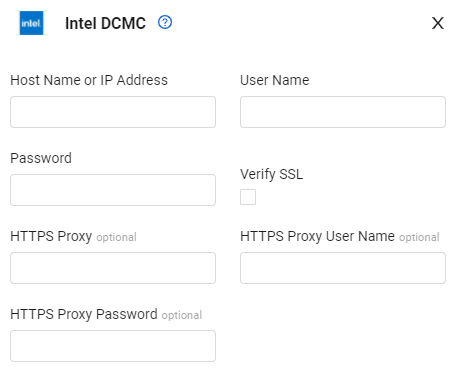 intel. Intel DCMC ? X
Host Name or IP Address User Name
Password
Verify SSL
HTTPS Proxy optional HTTPS Proxy User Name optional
HTTPS Proxy Password optional